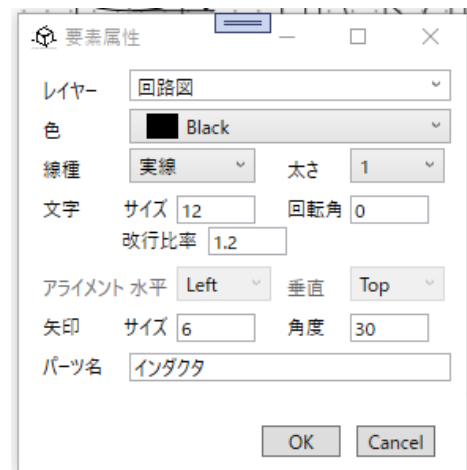 要素属性
レイヤー 回路図
色 Black
線種 実線 太さ 1
文字 サイズ 12 回転角 0
改行比率 1.2
アライメント 水平 Left 垂直 Top
矢印 サイズ 6 角度 30
パーツ名 インダクタ
OK Cancel